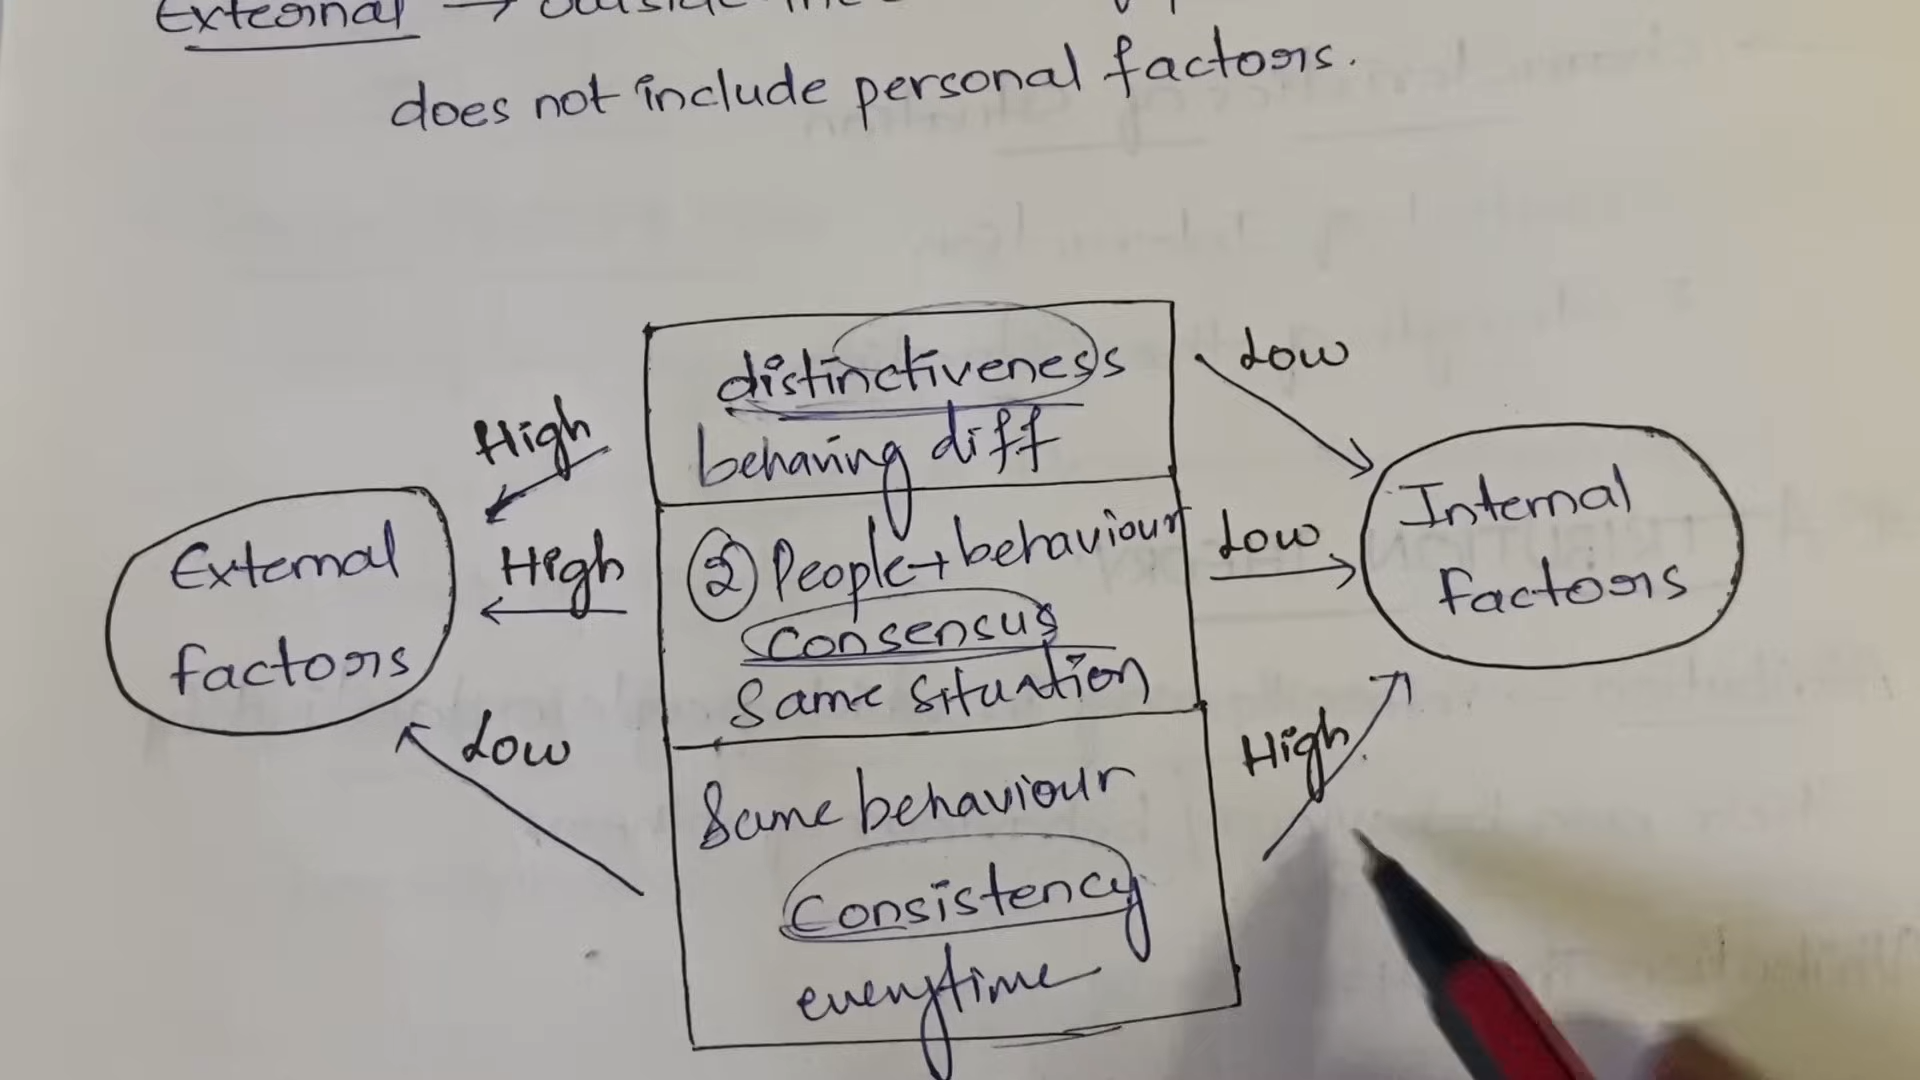 External → outside
does not include personal factors.
distinctiveness
behaving diff
② People → behaviour
consensus
same situation
Same behaviour
Consistency
everytime
High
High
Low
External
factors
Low
Low
High
Internal
factors